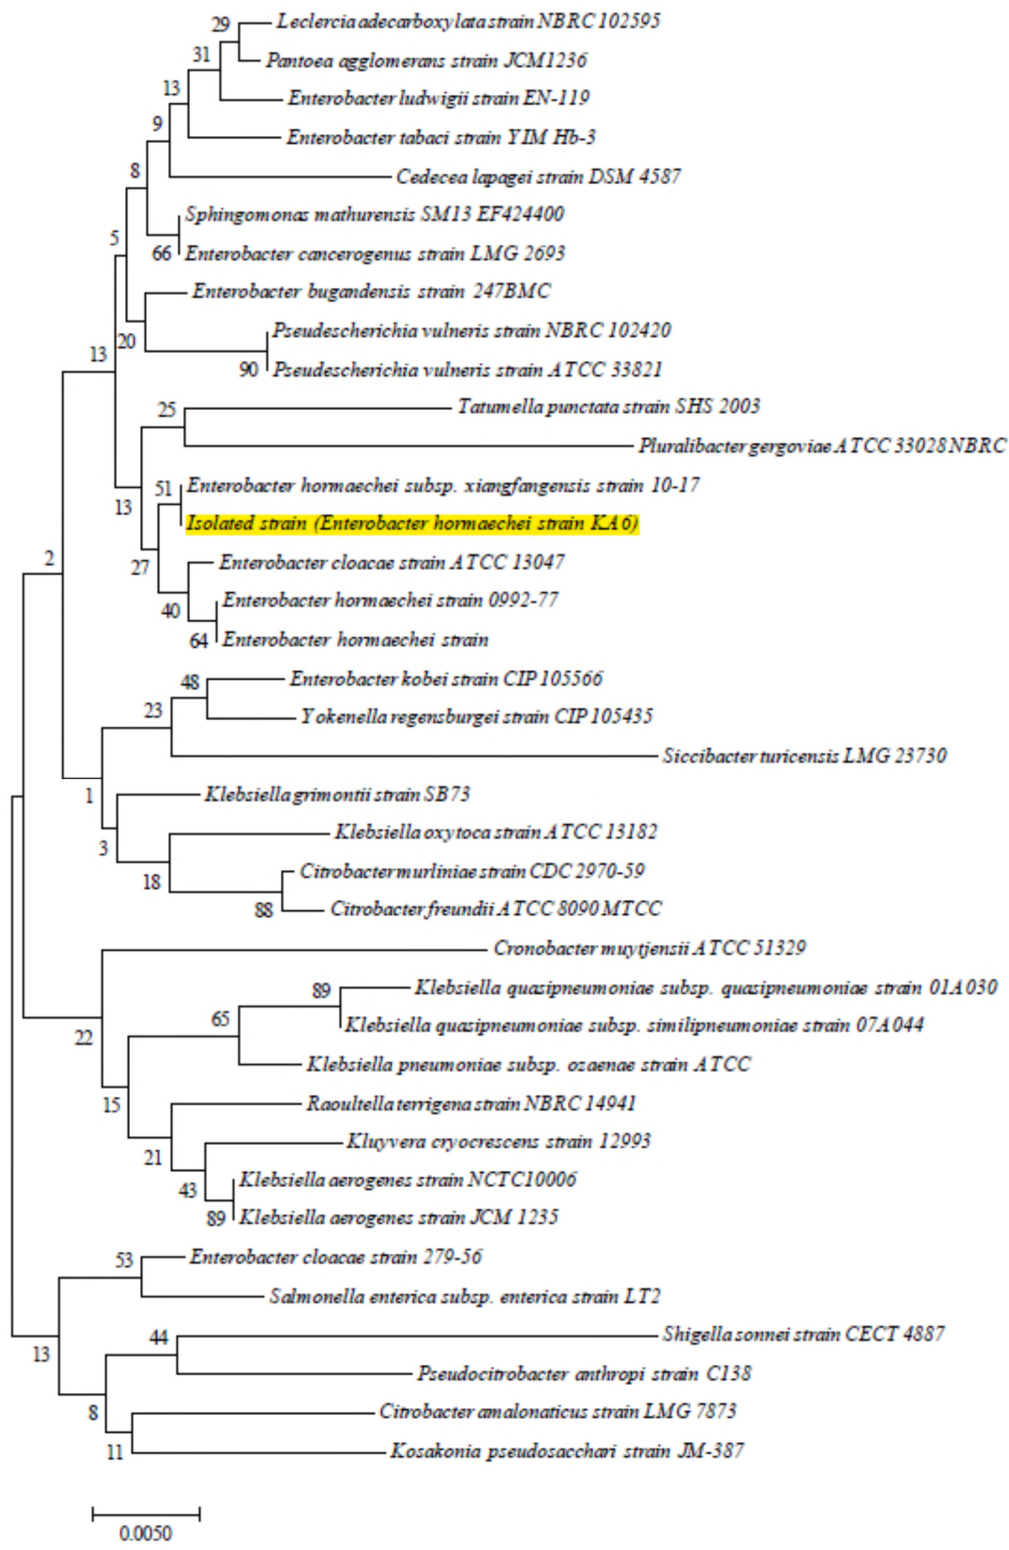 29
Leclercia adecarboxylata strain NBRC 102595
31
Pantoea agglomerans strain JCM1236
13
Enterobacter ludwigii strain EN-119
9
Enterobacter tabaci strain YIM Hb-3
8
Cedecea lapagei strain DSM 4587
Sphingomonas mathurensis SM13 EF424400
5
66 Enterobacter cancerogenus strain LMG 2693
Enterobacter bugandensis strain 247BMC
20
Pseudescherichia vulneris strain NBRC 102420
13
90 Pseudescherichia vulneris strain ATCC 33821
25
Tatumella punctata strain SHS 2003
Pluralibacter gergoviae ATCC 33028 NBRC
51
Enterobacter hormaechei subsp. xiangfangensis strain 10-17
13
Isolated strain (Enterobacter hormaechei strain KA6)
27
Enterobacter cloacae strain ATCC 13047
2
40
Enterobacter hormaechei strain 0992-77
64 Enterobacter hormaechei strain
48
Enterobacter kobei strain CIP 105566
23
Yokenella regensburgei strain CIP 105435
Siccibacter turicensis LMG 23730
1
Klebsiella grimontii strain SB73
3
Klebsiella oxytoca strain ATCC 13182
18
Citrobacter murliniae strain CDC 2970-59
88
Citrobacter freundii ATCC 8090 MTCC
Cronobacter muytjensii ATCC 51329
89
Klebsiella quasipneumoniae subsp. quasipneumoniae strain 01A030
65
Klebsiella quasipneumoniae subsp. similipneumoniae strain 07A044
22
Klebsiella pneumoniae subsp. ozaenae strain ATCC
15
Raoultella terrigena strain NBRC 14941
21
Kluyvera cryocrescens strain 12993
43
Klebsiella aerogenes strain NCTC10006
89 Klebsiella aerogenes strain JCM 1235
53
Enterobacter cloacae strain 279-56
Salmonella enterica subsp. enterica strain LT2
13
44
Shigella sonnei strain CECT 4887
Pseudocitrobacter anthropi strain C138
8
Citrobacter amalonaticus strain LMG 7873
11
Kosakonia pseudosacchari strain JM-387
0.0050